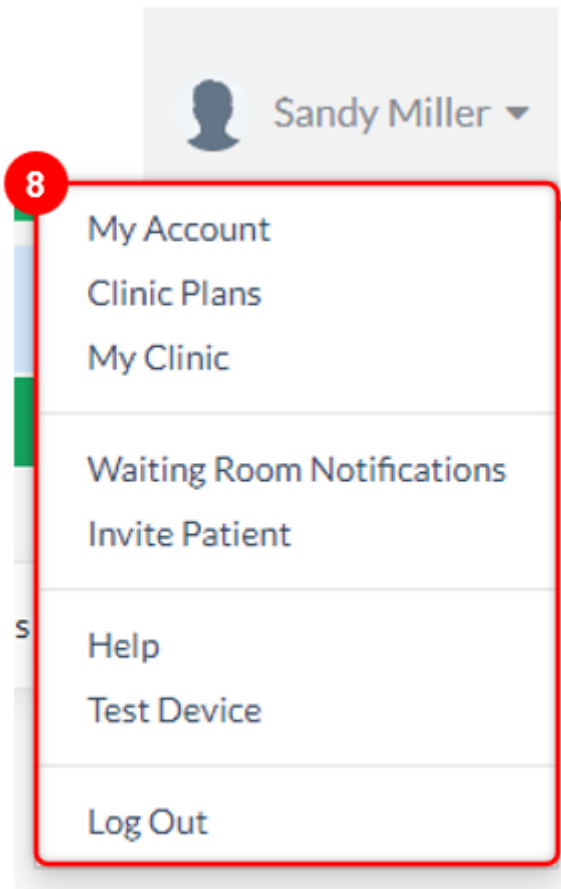 Sandy Miller
8
My Account
Clinic Plans
My Clinic
Waiting Room Notifications
Invite Patient
s
Help
Test Device
Log Out